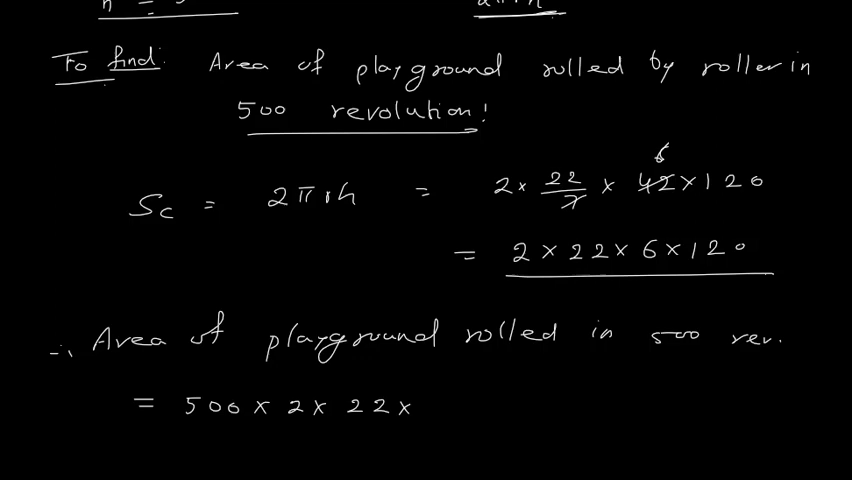 To find: Area of playground rolled by roller in
500 revolution!
Sc = 2πrh = 2 × 22/7 × 42 × 120
6
= 2 × 22 × 6 × 120
∴ Area of playground rolled in 500 rev.
= 500 × 2 × 22 ×